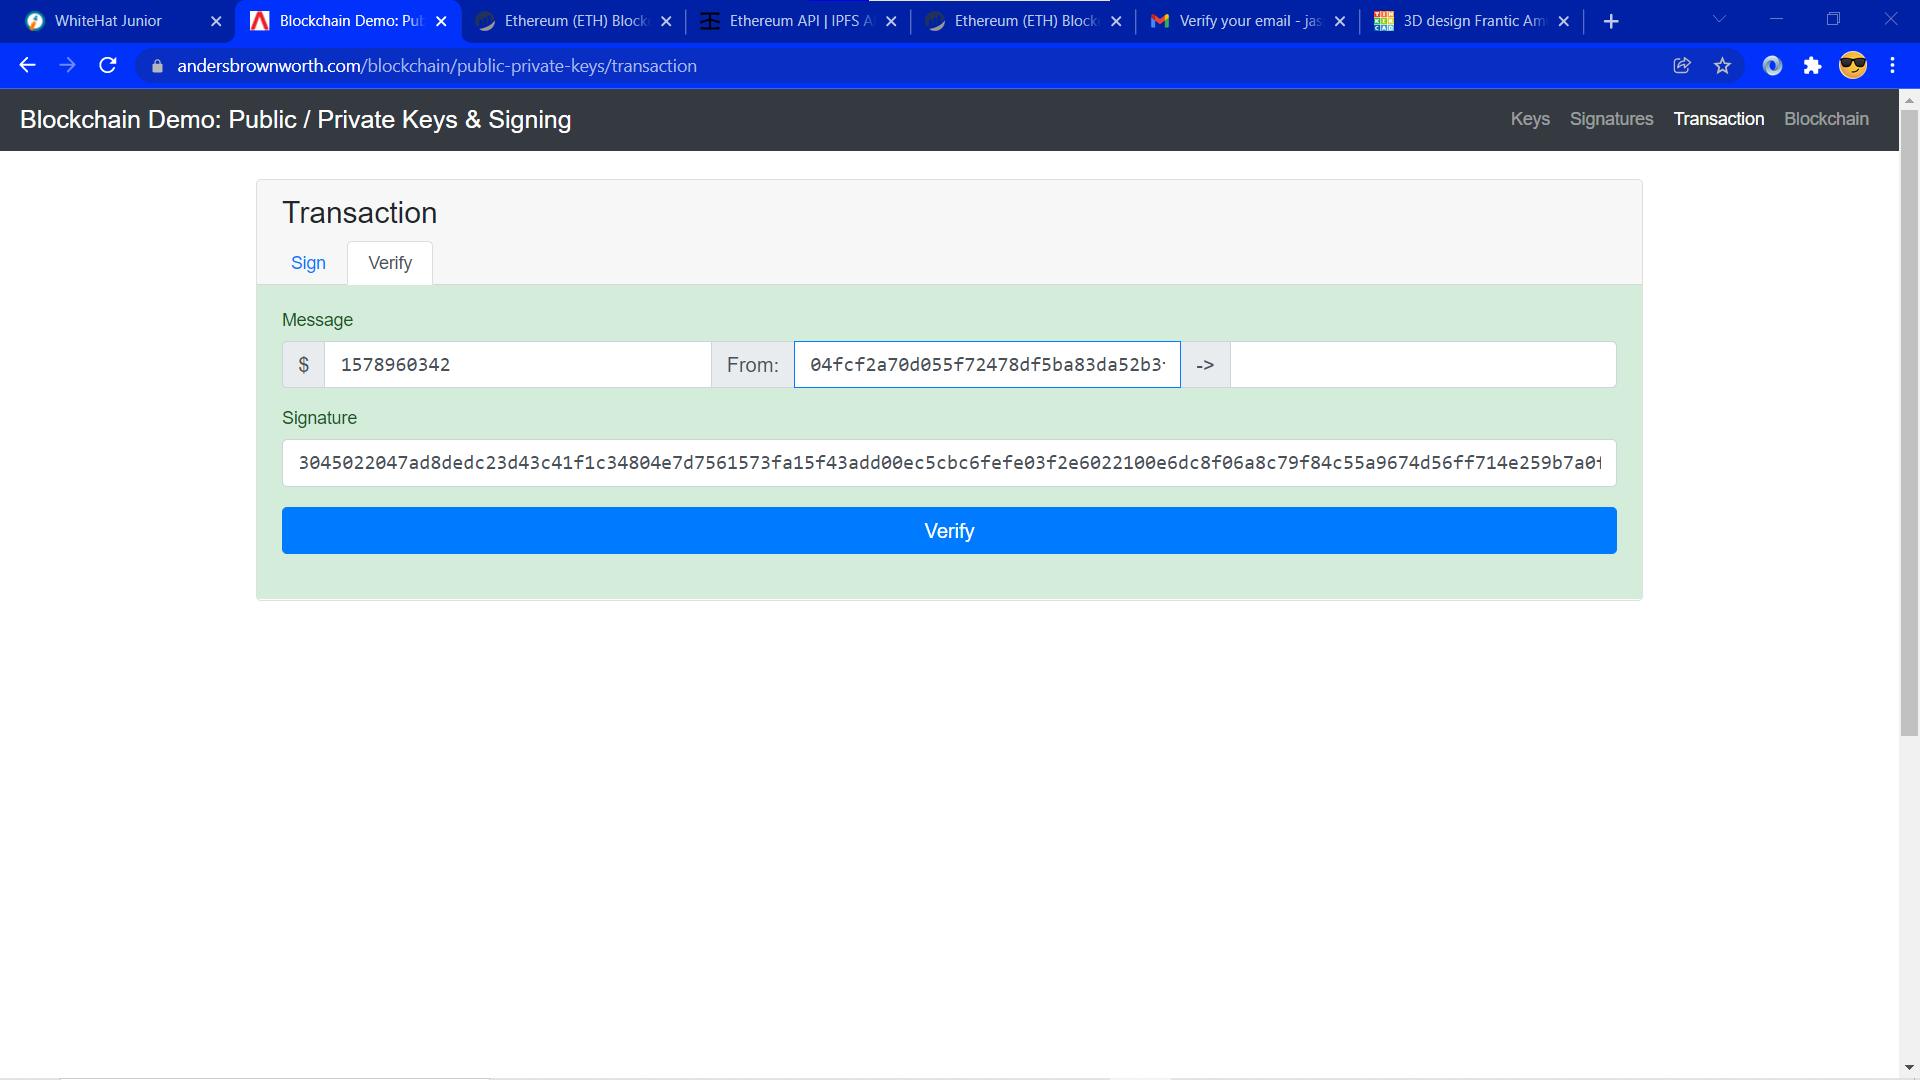 WhiteHat Junior
Blockchain Demo: Pub
Ethereum (ETH) Block
Ethereum API | IPFS A
Ethereum (ETH) Block
Verify your email - jas
3D design Frantic Am
andersbrownworth.com/blockchain/public-private-keys/transaction
Blockchain Demo: Public / Private Keys & Signing
Keys Signatures Transaction Blockchain
Transaction
Sign Verify
Message
$ 1578960342 From: 04fcf2a70d055f72478df5ba83da52b3 ->
Signature
3045022047ad8dedc23d43c41f1c34804e7d7561573fa15f43add00ec5cbc6fefe03f2e6022100e6dc8f06a8c79f84c55a9674d56ff714e259b7a0f
Verify